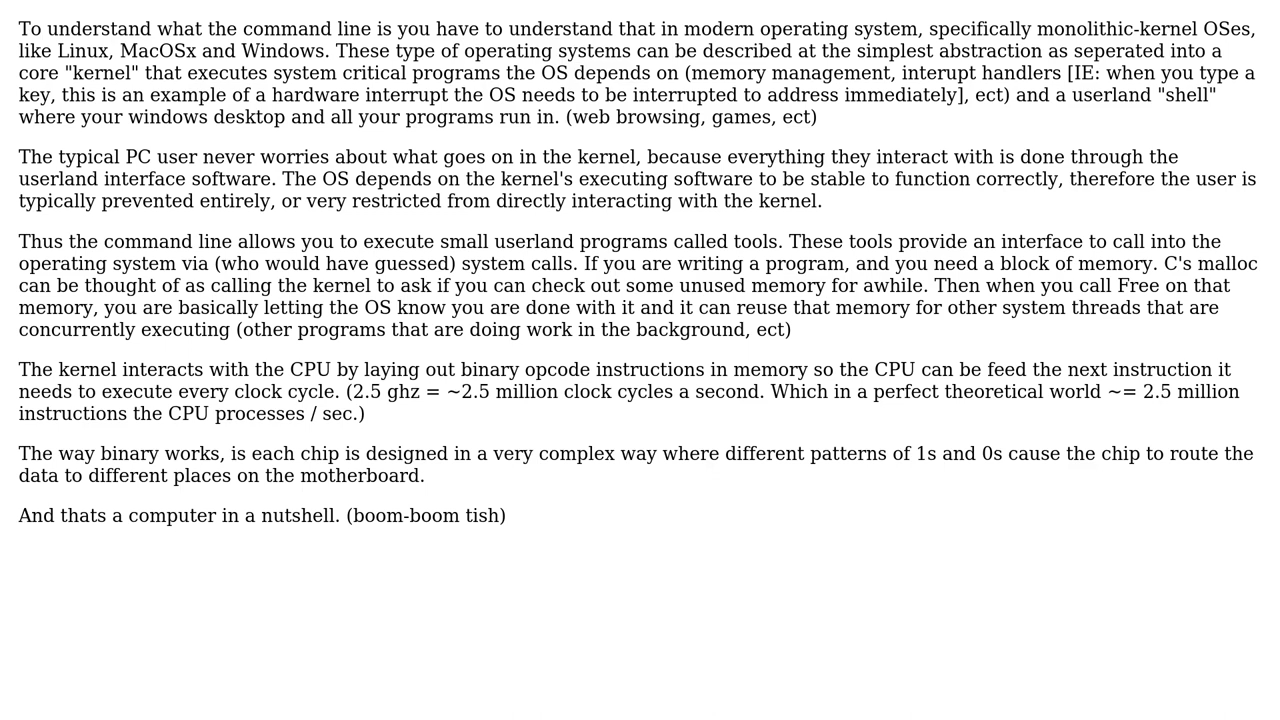 To understand what the command line is you have to understand that in modern operating system, specifically monolithic-kernel OSes,
like Linux, MacOSx and Windows. These type of operating systems can be described at the simplest abstraction as seperated into a
core "kernel" that executes system critical programs the OS depends on (memory management, interupt handlers [IE: when you type a
key, this is an example of a hardware interrupt the OS needs to be interrupted to address immediately], ect) and a userland "shell"
where your windows desktop and all your programs run in. (web browsing, games, ect)
The typical PC user never worries about what goes on in the kernel, because everything they interact with is done through the
userland interface software. The OS depends on the kernel's executing software to be stable to function correctly, therefore the user is
typically prevented entirely, or very restricted from directly interacting with the kernel.
Thus the command line allows you to execute small userland programs called tools. These tools provide an interface to call into the
operating system via (who would have guessed) system calls. If you are writing a program, and you need a block of memory. C's malloc
can be thought of as calling the kernel to ask if you can check out some unused memory for awhile. Then when you call Free on that
memory, you are basically letting the OS know you are done with it and it can reuse that memory for other system threads that are
concurrently executing (other programs that are doing work in the background, ect)
The kernel interacts with the CPU by laying out binary opcode instructions in memory so the CPU can be feed the next instruction it
needs to execute every clock cycle. (2.5 ghz = ~2.5 million clock cycles a second. Which in a perfect theoretical world ~= 2.5 million
instructions the CPU processes / sec.)
The way binary works, is each chip is designed in a very complex way where different patterns of 1s and 0s cause the chip to route the
data to different places on the motherboard.
And thats a computer in a nutshell. (boom-boom tish)